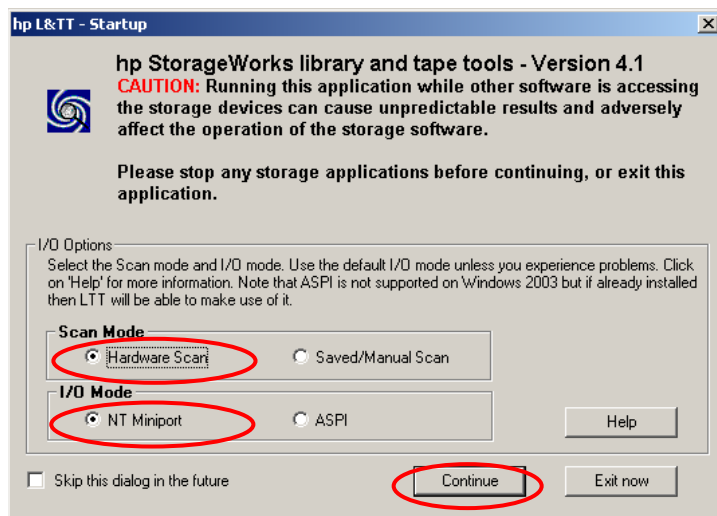 hp L&TT - Startup
hp StorageWorks library and tape tools - Version 4.1
CAUTION: Running this application while other software is accessing
the storage devices can cause unpredictable results and adversely
affect the operation of the storage software.
Please stop any storage applications before continuing, or exit this
application.
I/O Options
Select the Scan mode and I/O mode. Use the default I/O mode unless you experience problems. Click
on 'Help' for more information. Note that ASPI is not supported on Windows 2003 but if already installed
then LTT will be able to make use of it.
Scan Mode
Hardware Scan Saved/Manual Scan
I/O Mode
NT Miniport ASPI Help
Skip this dialog in the future Continue Exit now